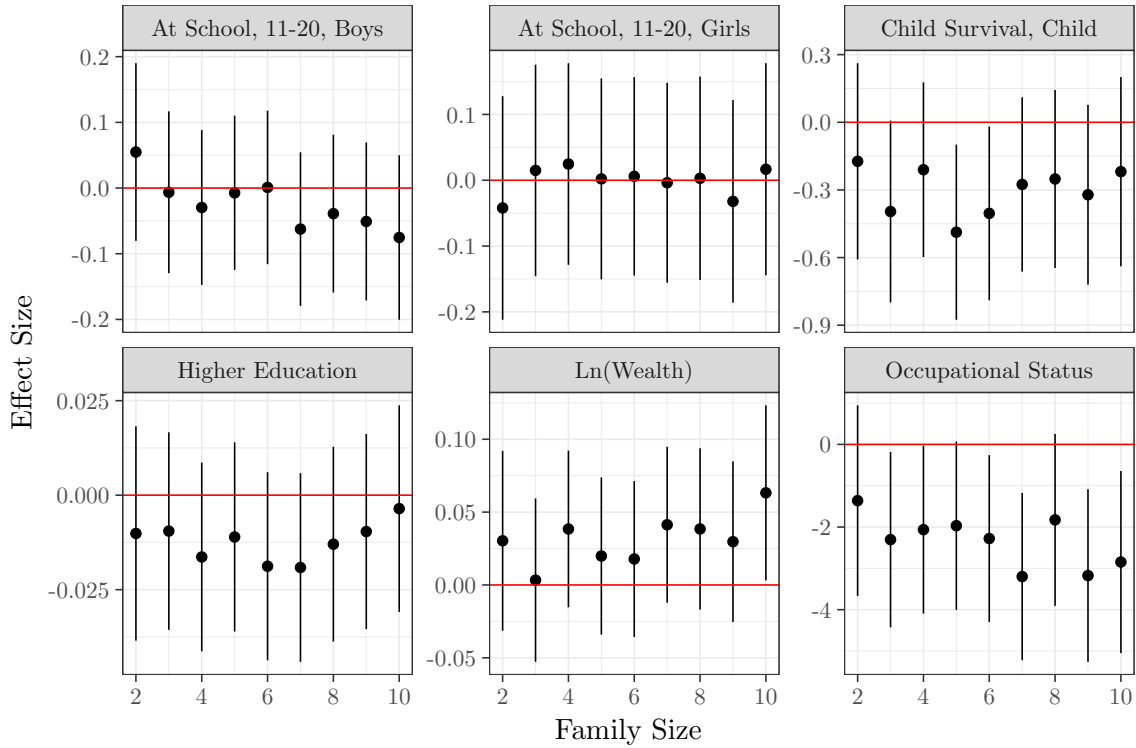 At School, 11-20, Boys
At School, 11-20, Girls
Child Survival, Child
0.2
0.1
0.0
-0.1
-0.2
0.1
0.0
-0.1
-0.2
0.3
0.0
-0.3
-0.6
-0.9
Effect Size
Higher Education
Ln(Wealth)
Occupational Status
0.025
0.000
-0.025
0.10
0.05
0.00
-0.05
0
-2
-4
2 4 6 8 10
2 4 6 8 10
2 4 6 8 10
Family Size